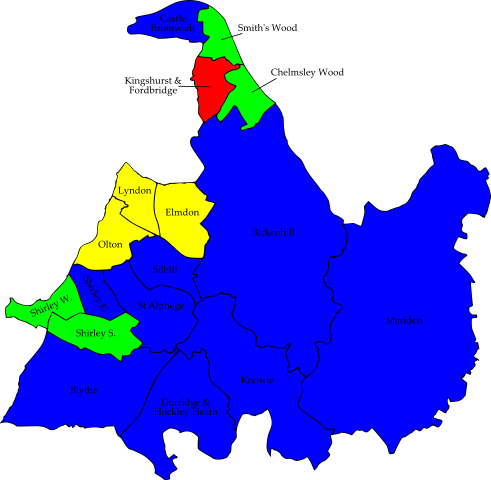 Castle
Bromwich
Smith's Wood
Kingshurst &
Fordbridge
Chelmsley Wood
Lyndon
Elmdon
Olton
Bickenhill
Silhill
Shirley E.
Shirley W.
St Alphege
Shirley S.
Meriden
Blythe
Knowle
Dorridge &
Hockley Heath